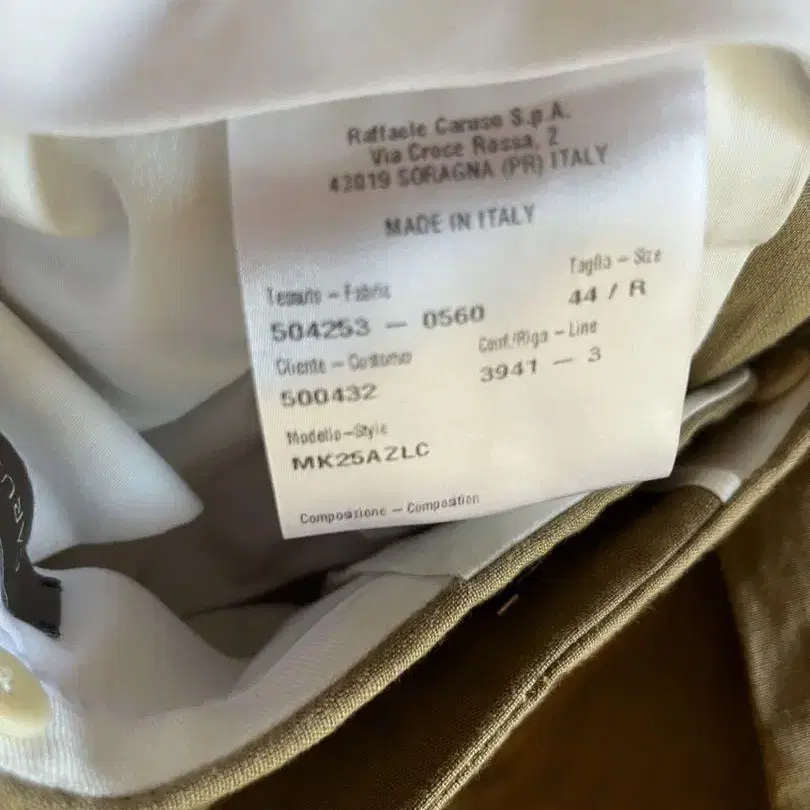 Raffaele Caruso S.p.A.
Via Croce Rossa, 2
43019 SORAGNA (PR) ITALY
MADE IN ITALY
Tessuto - Fabric
504253 - 0560
Taglia - Size
44 / R
Cliente - Customer
500432
Conf./Riga - Line
3941 - 3
Modello-Style
MK25AZLC
Composizione - Composition